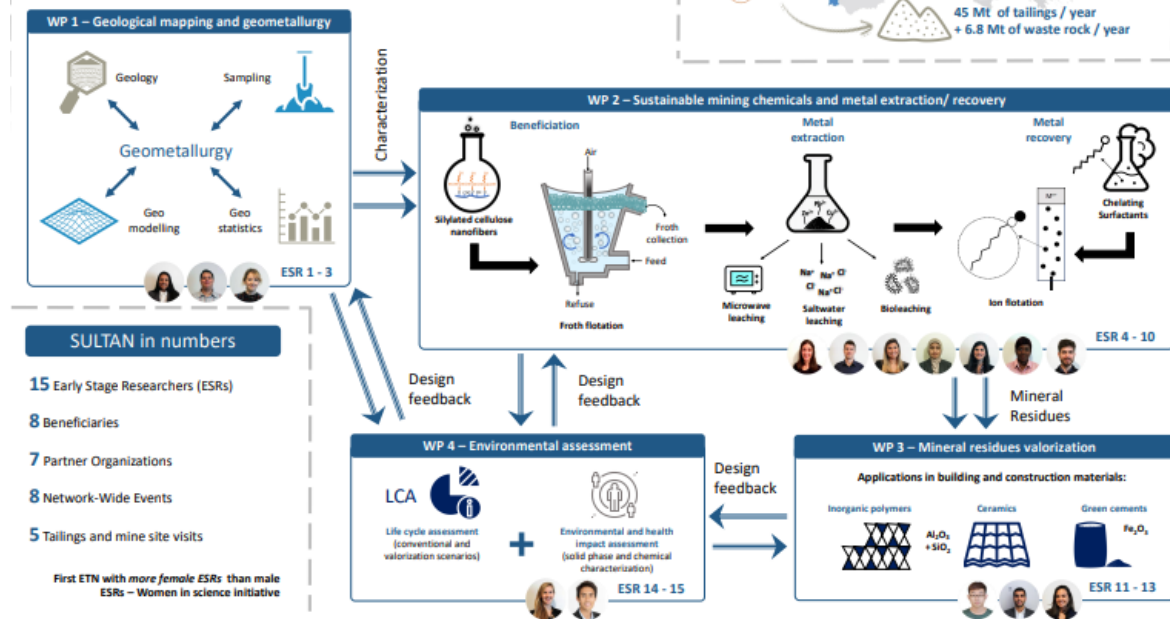 45 Mt of tailings / year
+ 6.8 Mt of waste rock / year
WP 1 – Geological mapping and geometallurgy
Geology
Sampling
Geometallurgy
Geo
modelling
Geo
statistics
ESR 1 - 3
Characterization
WP 2 – Sustainable mining chemicals and metal extraction/ recovery
Beneficiation
Silylated cellulose
nanofibers
Air
Froth
collection
Feed
Refuse
Froth flotation
Metal
extraction
Microwave
leaching
Na⁺ Na⁺ Cl⁻
Cl⁻ Na⁺Cl⁻
Saltwater
leaching
Bioleaching
Metal
recovery
Chelating
Surfactants
Ion flotation
ESR 4 - 10
SULTAN in numbers
15 Early Stage Researchers (ESRs)
8 Beneficiaries
7 Partner Organizations
8 Network-Wide Events
5 Tailings and mine site visits
First ETN with more female ESRs than male
ESRs – Women in science initiative
Design
feedback
Design
feedback
Mineral
Residues
WP 4 – Environmental assessment
LCA
Life cycle assessment
(conventional and
valorization scenarios)
+
Environmental and health
impact assessment
(solid phase and chemical
characterization)
ESR 14 - 15
Design
feedback
WP 3 – Mineral residues valorization
Applications in building and construction materials:
Inorganic polymers
Al₂O₃
+ SiO₂
Ceramics
Green cements
Fe₂O₃
ESR 11 - 13